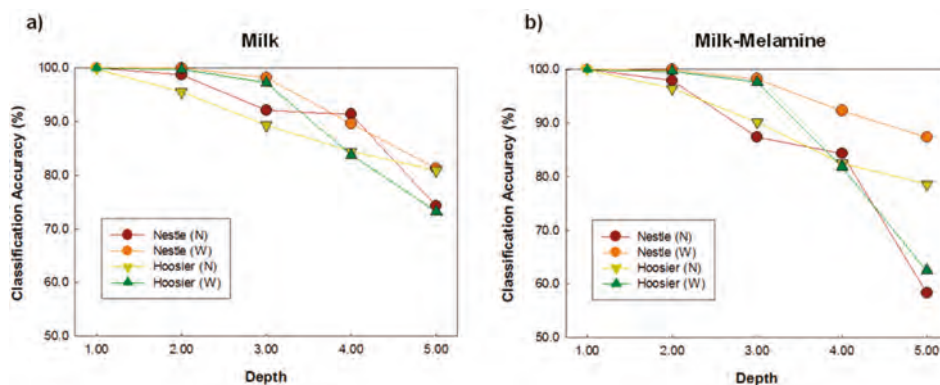 a)
Milk
Classification Accuracy (%)
100.0
90.0
80.0
70.0
60.0
50.0
Nestle (N)
Nestle (W)
Hoosier (N)
Hoosier (W)
1.00 2.00 3.00 4.00 5.00
Depth
b)
Milk-Melamine
Classification Accuracy (%)
100.0
90.0
80.0
70.0
60.0
50.0
Nestle (N)
Nestle (W)
Hoosier (N)
Hoosier (W)
1.00 2.00 3.00 4.00 5.00
Depth